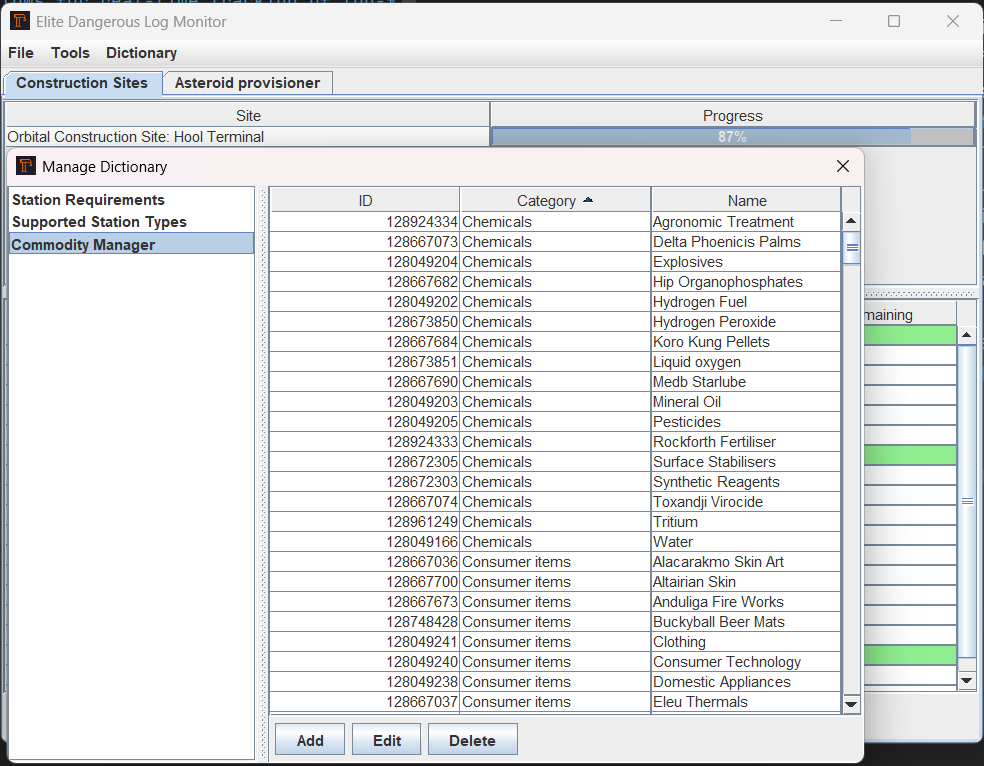 Elite Dangerous Log Monitor
File Tools Dictionary
Construction Sites Asteroid provisioner
Site Progress
Orbital Construction Site: Hool Terminal 87%
Manage Dictionary
Station Requirements
Supported Station Types
Commodity Manager
ID Category Name
128924334 Chemicals Agronomic Treatment
128667073 Chemicals Delta Phoenicis Palms
128049204 Chemicals Explosives
128667682 Chemicals Hip Organophosphates
128049202 Chemicals Hydrogen Fuel
128673850 Chemicals Hydrogen Peroxide
128667684 Chemicals Koro Kung Pellets
128673851 Chemicals Liquid oxygen
128667690 Chemicals Medb Starlube
128049203 Chemicals Mineral Oil
128049205 Chemicals Pesticides
128924333 Chemicals Rockforth Fertiliser
128672305 Chemicals Surface Stabilisers
128672303 Chemicals Synthetic Reagents
128667074 Chemicals Toxandji Virocide
128961249 Chemicals Tritium
128049166 Chemicals Water
128667036 Consumer items Alacarakmo Skin Art
128667700 Consumer items Altairian Skin
128667673 Consumer items Anduliga Fire Works
128748428 Consumer items Buckyball Beer Mats
128049241 Consumer items Clothing
128049240 Consumer items Consumer Technology
128049238 Consumer items Domestic Appliances
128667037 Consumer items Eleu Thermals
maining
Add Edit Delete